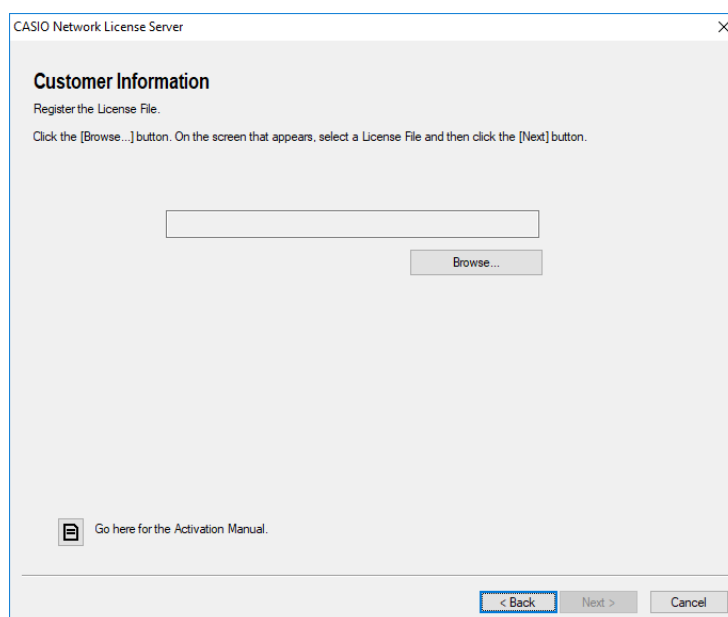 CASIO Network License Server
Customer Information
Register the License File.
Click the [Browse...] button. On the screen that appears, select a License File and then click the [Next] button.
Browse...
Go here for the Activation Manual.
< Back
Next >
Cancel